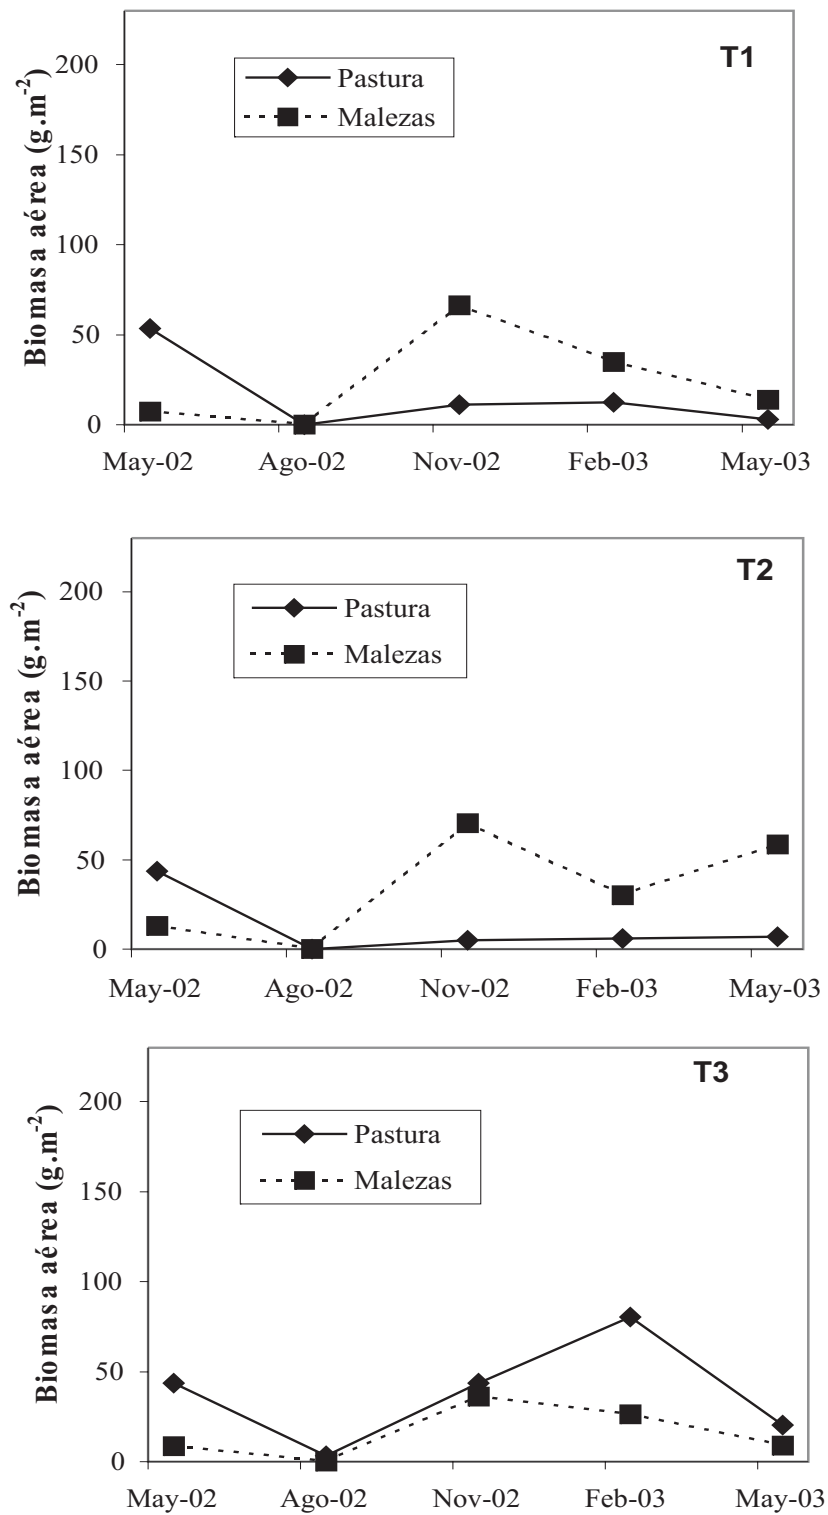 T1
Biomasa aérea (g.m-2)
200
150
100
50
0
Pastura
Malezas
May-02 Ago-02 Nov-02 Feb-03 May-03
T2
Biomasa aérea (g.m-2)
200
150
100
50
0
Pastura
Malezas
May-02 Ago-02 Nov-02 Feb-03 May-03
T3
Biomasa aérea (g.m-2)
200
150
100
50
0
Pastura
Malezas
May-02 Ago-02 Nov-02 Feb-03 May-03